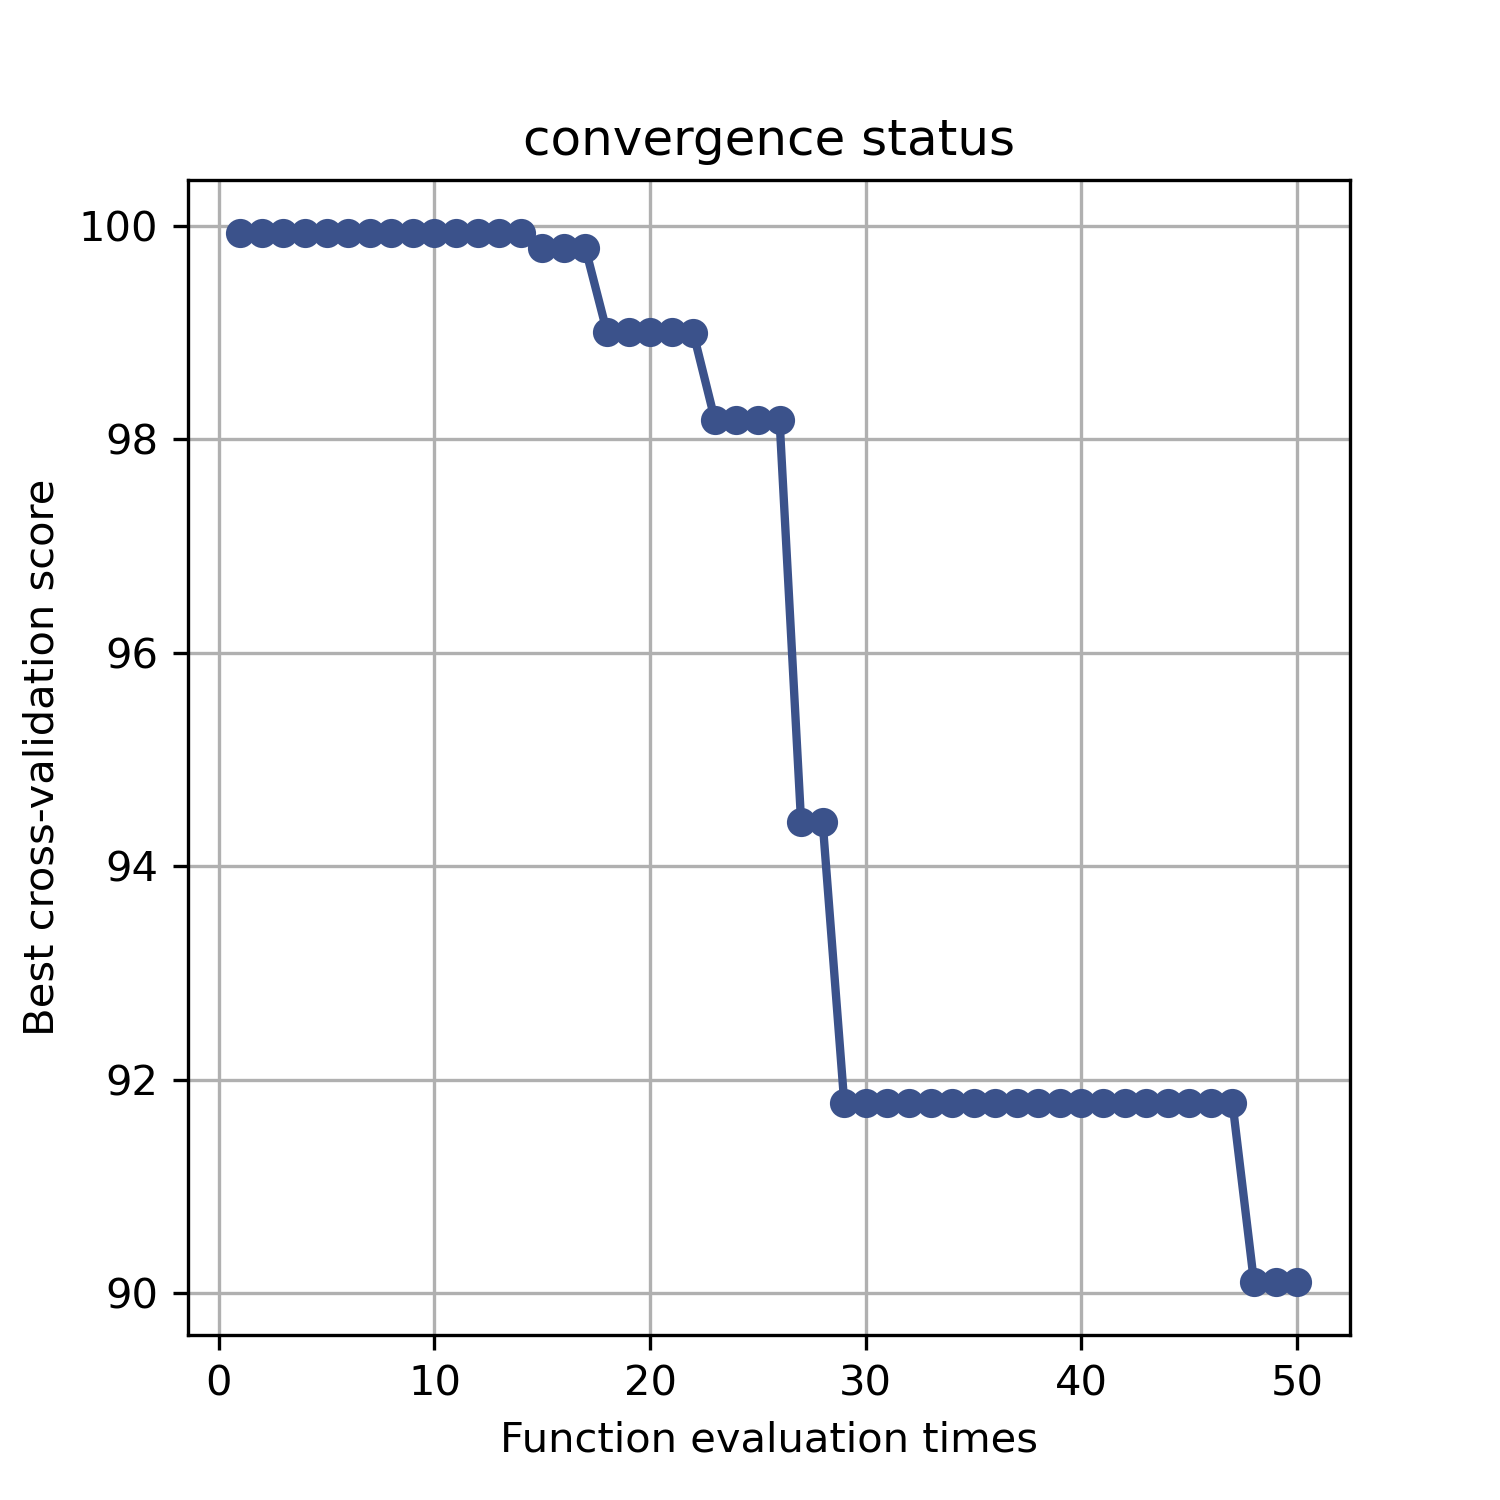 convergence status
100
98
96
94
92
90
Best cross-validation score
0 10 20 30 40 50
Function evaluation times